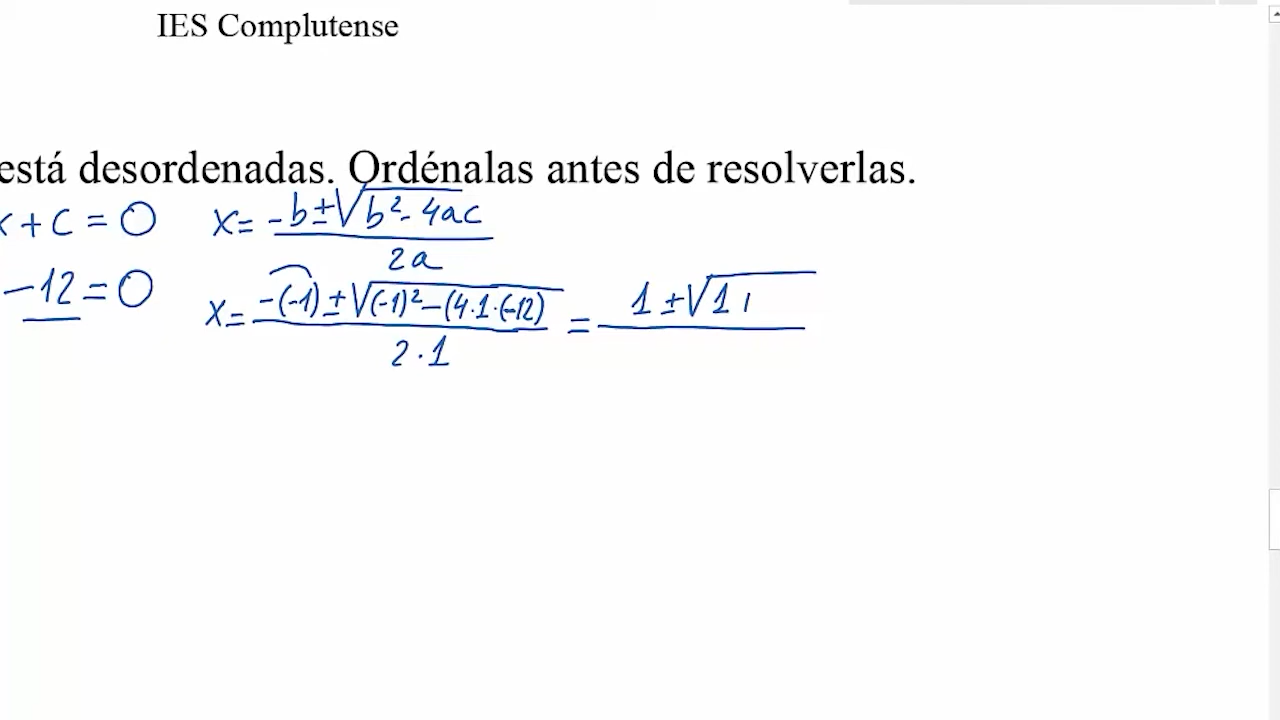 IES Complutense
está desordenadas. Ordénalas antes de resolverlas.
x + c = 0 x = -b ± √b² - 4ac / 2a
- 12 = 0 x = -(-1) ± √(-1)² - (4·1·(-12) / 2·1 = 1 ± √1